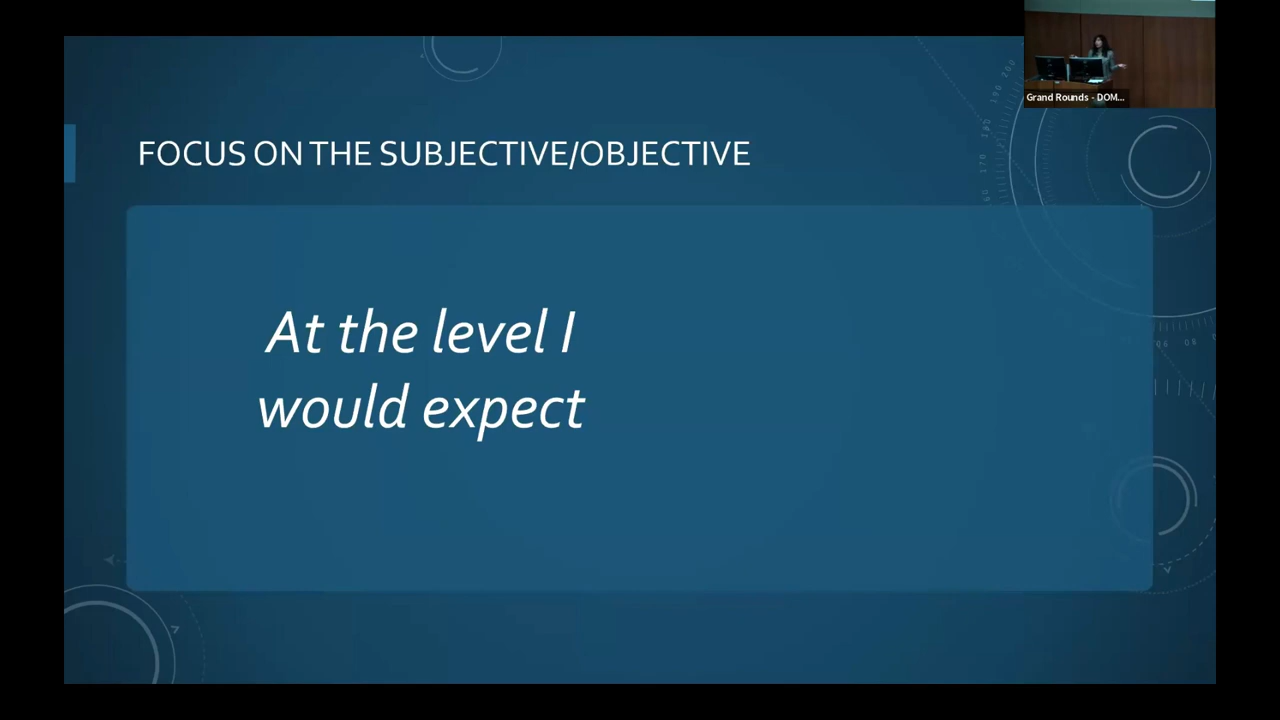 Grand Rounds - DOM...
FOCUS ON THE SUBJECTIVE/OBJECTIVE
At the level I
would expect